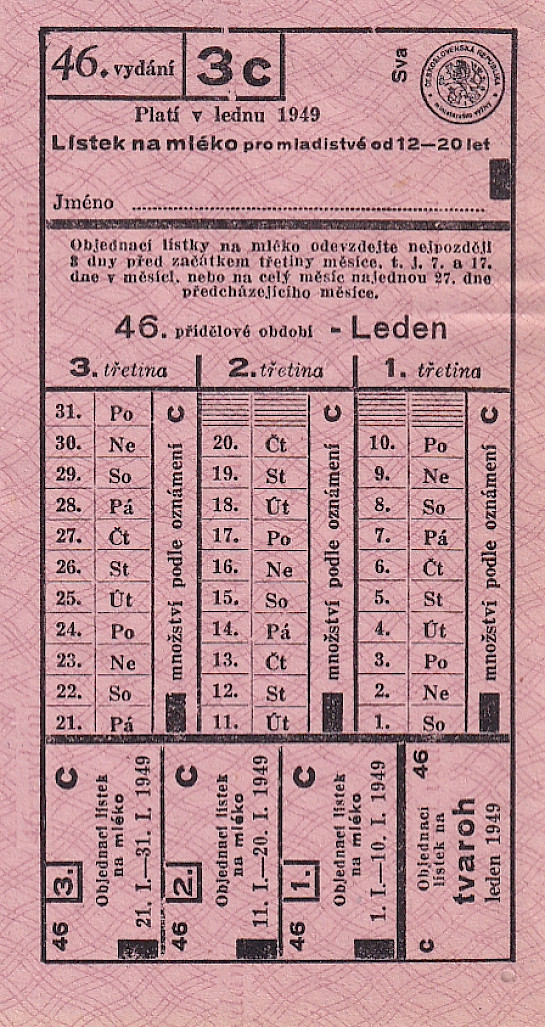 46. vydání 3c Sva
ČESKOSLOVENSKÁ REPUBLIKA
ministerstvo výživy
Platí v lednu 1949
Lístek na mléko pro mladistvé od 12—20 let
Jméno
Objednací lístky na mléko odevzdejte nejpozději
3 dny před začátkem třetiny měsíce, t. j. 7. a 17.
dne v měsíci, nebo na celý měsíc najednou 27. dne
předcházejícího měsíce.
46. přídělové období - Leden
3. třetina 2. třetina 1. třetina
31. Po
30. Ne 20. Čt 10. Po
29. So 19. St 9. Ne
28. Pá 18. Út 8. So
27. Čt 17. Po 7. Pá
26. St 16. Ne 6. Čt
25. Út 15. So 5. St
24. Po 14. Pá 4. Út
23. Ne 13. Čt 3. Po
22. So 12. St 2. Ne
21. Pá 11. Út 1. So
množství podle oznámení C
množství podle oznámení C
množství podle oznámení C
46 3. C
Objednací lístek
na mléko
21. I.—31. I. 1949
46 2. C
Objednací lístek
na mléko
11. I.—20. I. 1949
46 1. C
Objednací lístek
na mléko
1. I.—10. I. 1949
C 46
Objednací
lístek na
tvaroh
leden 1949